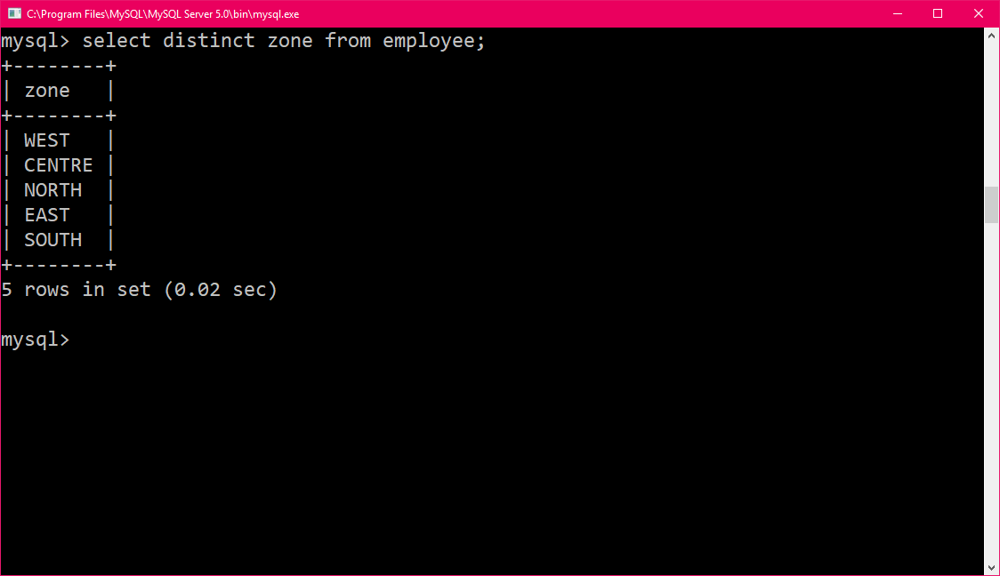 C:\Program Files\MySQL\MySQL Server 5.0\bin\mysql.exe
mysql> select distinct zone from employee;
+--------+
| zone   |
+--------+
| WEST   |
| CENTRE |
| NORTH  |
| EAST   |
| SOUTH  |
+--------+
5 rows in set (0.02 sec)
mysql>